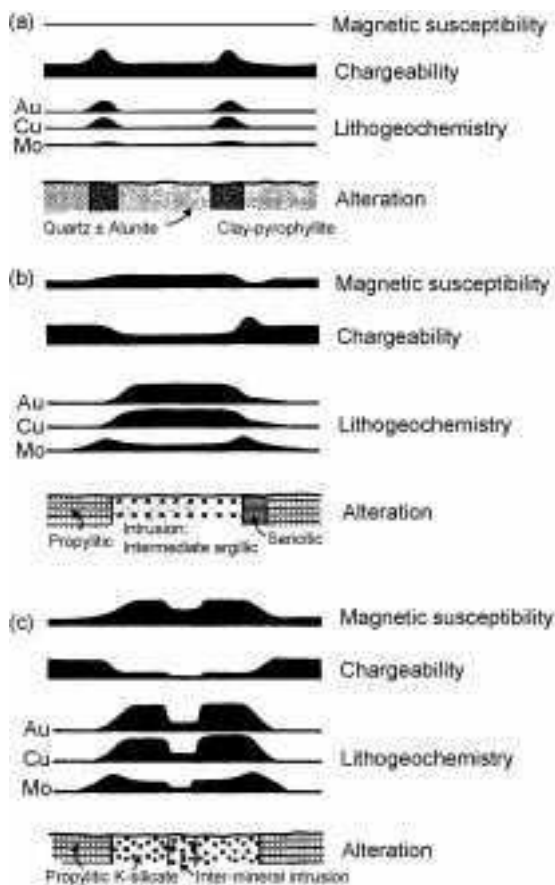 (a)
Magnetic susceptibility
Chargeability
Au
Cu
Mo
Lithogeochemistry
Alteration
Quartz ± Alunite
Clay-pyrophyllite
(b)
Magnetic susceptibility
Chargeability
Au
Cu
Mo
Lithogeochemistry
Alteration
Propylitic
Intrusion:
Intermediate argillic
Sericitic
(c)
Magnetic susceptibility
Chargeability
Au
Cu
Mo
Lithogeochemistry
Alteration
Propylitic K-silicate
Inter-mineral intrusion